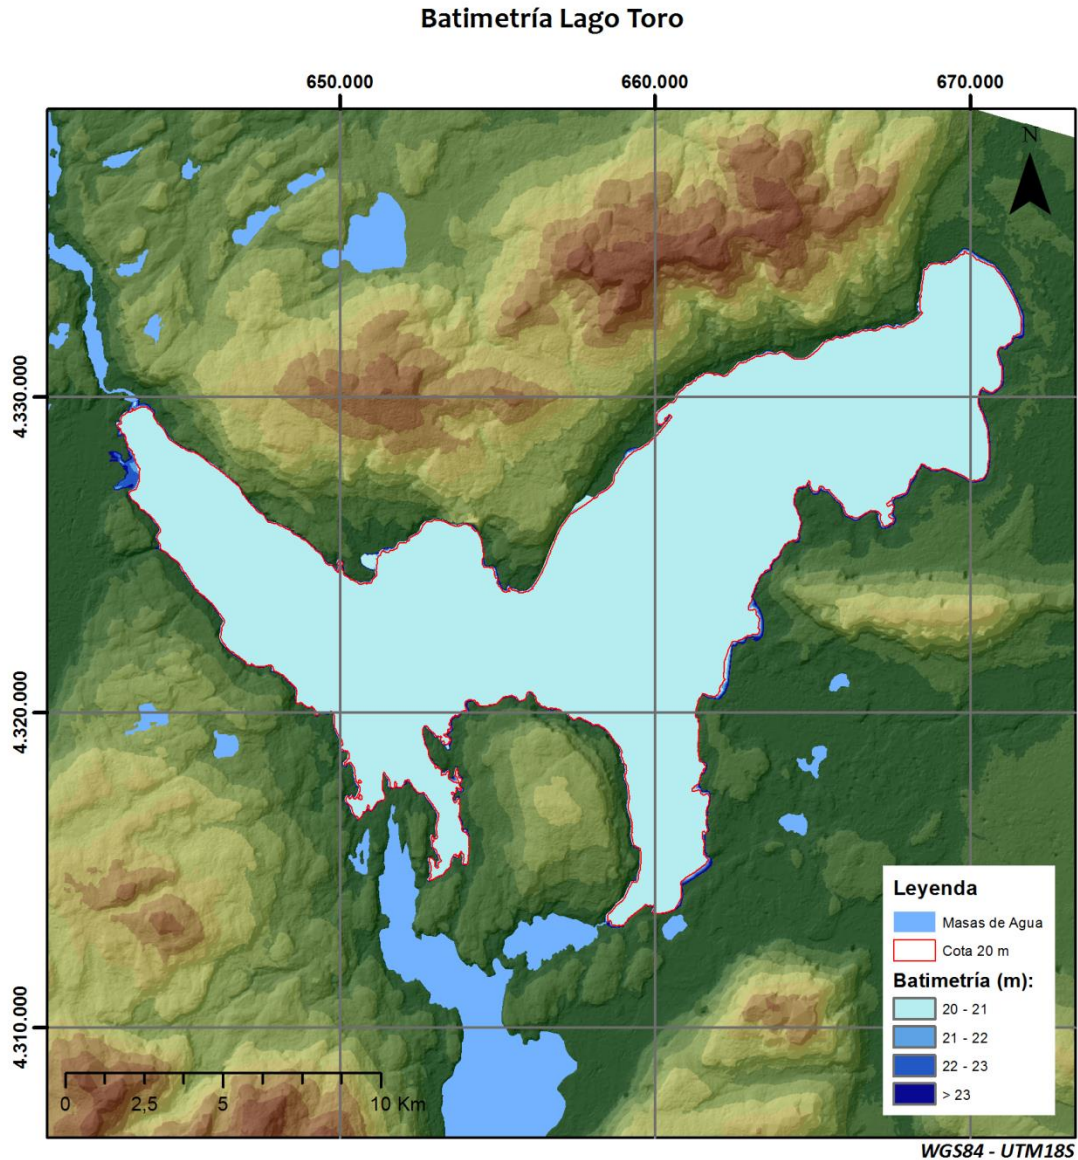 Batimetría Lago Toro
650.000 660.000 670.000
N
4.330.000
4.320.000
4.310.000
Leyenda
Masas de Agua
Cota 20 m
Batimetría (m):
20 - 21
21 - 22
22 - 23
> 23
0 2,5 5 10 Km
WGS84 - UTM18S